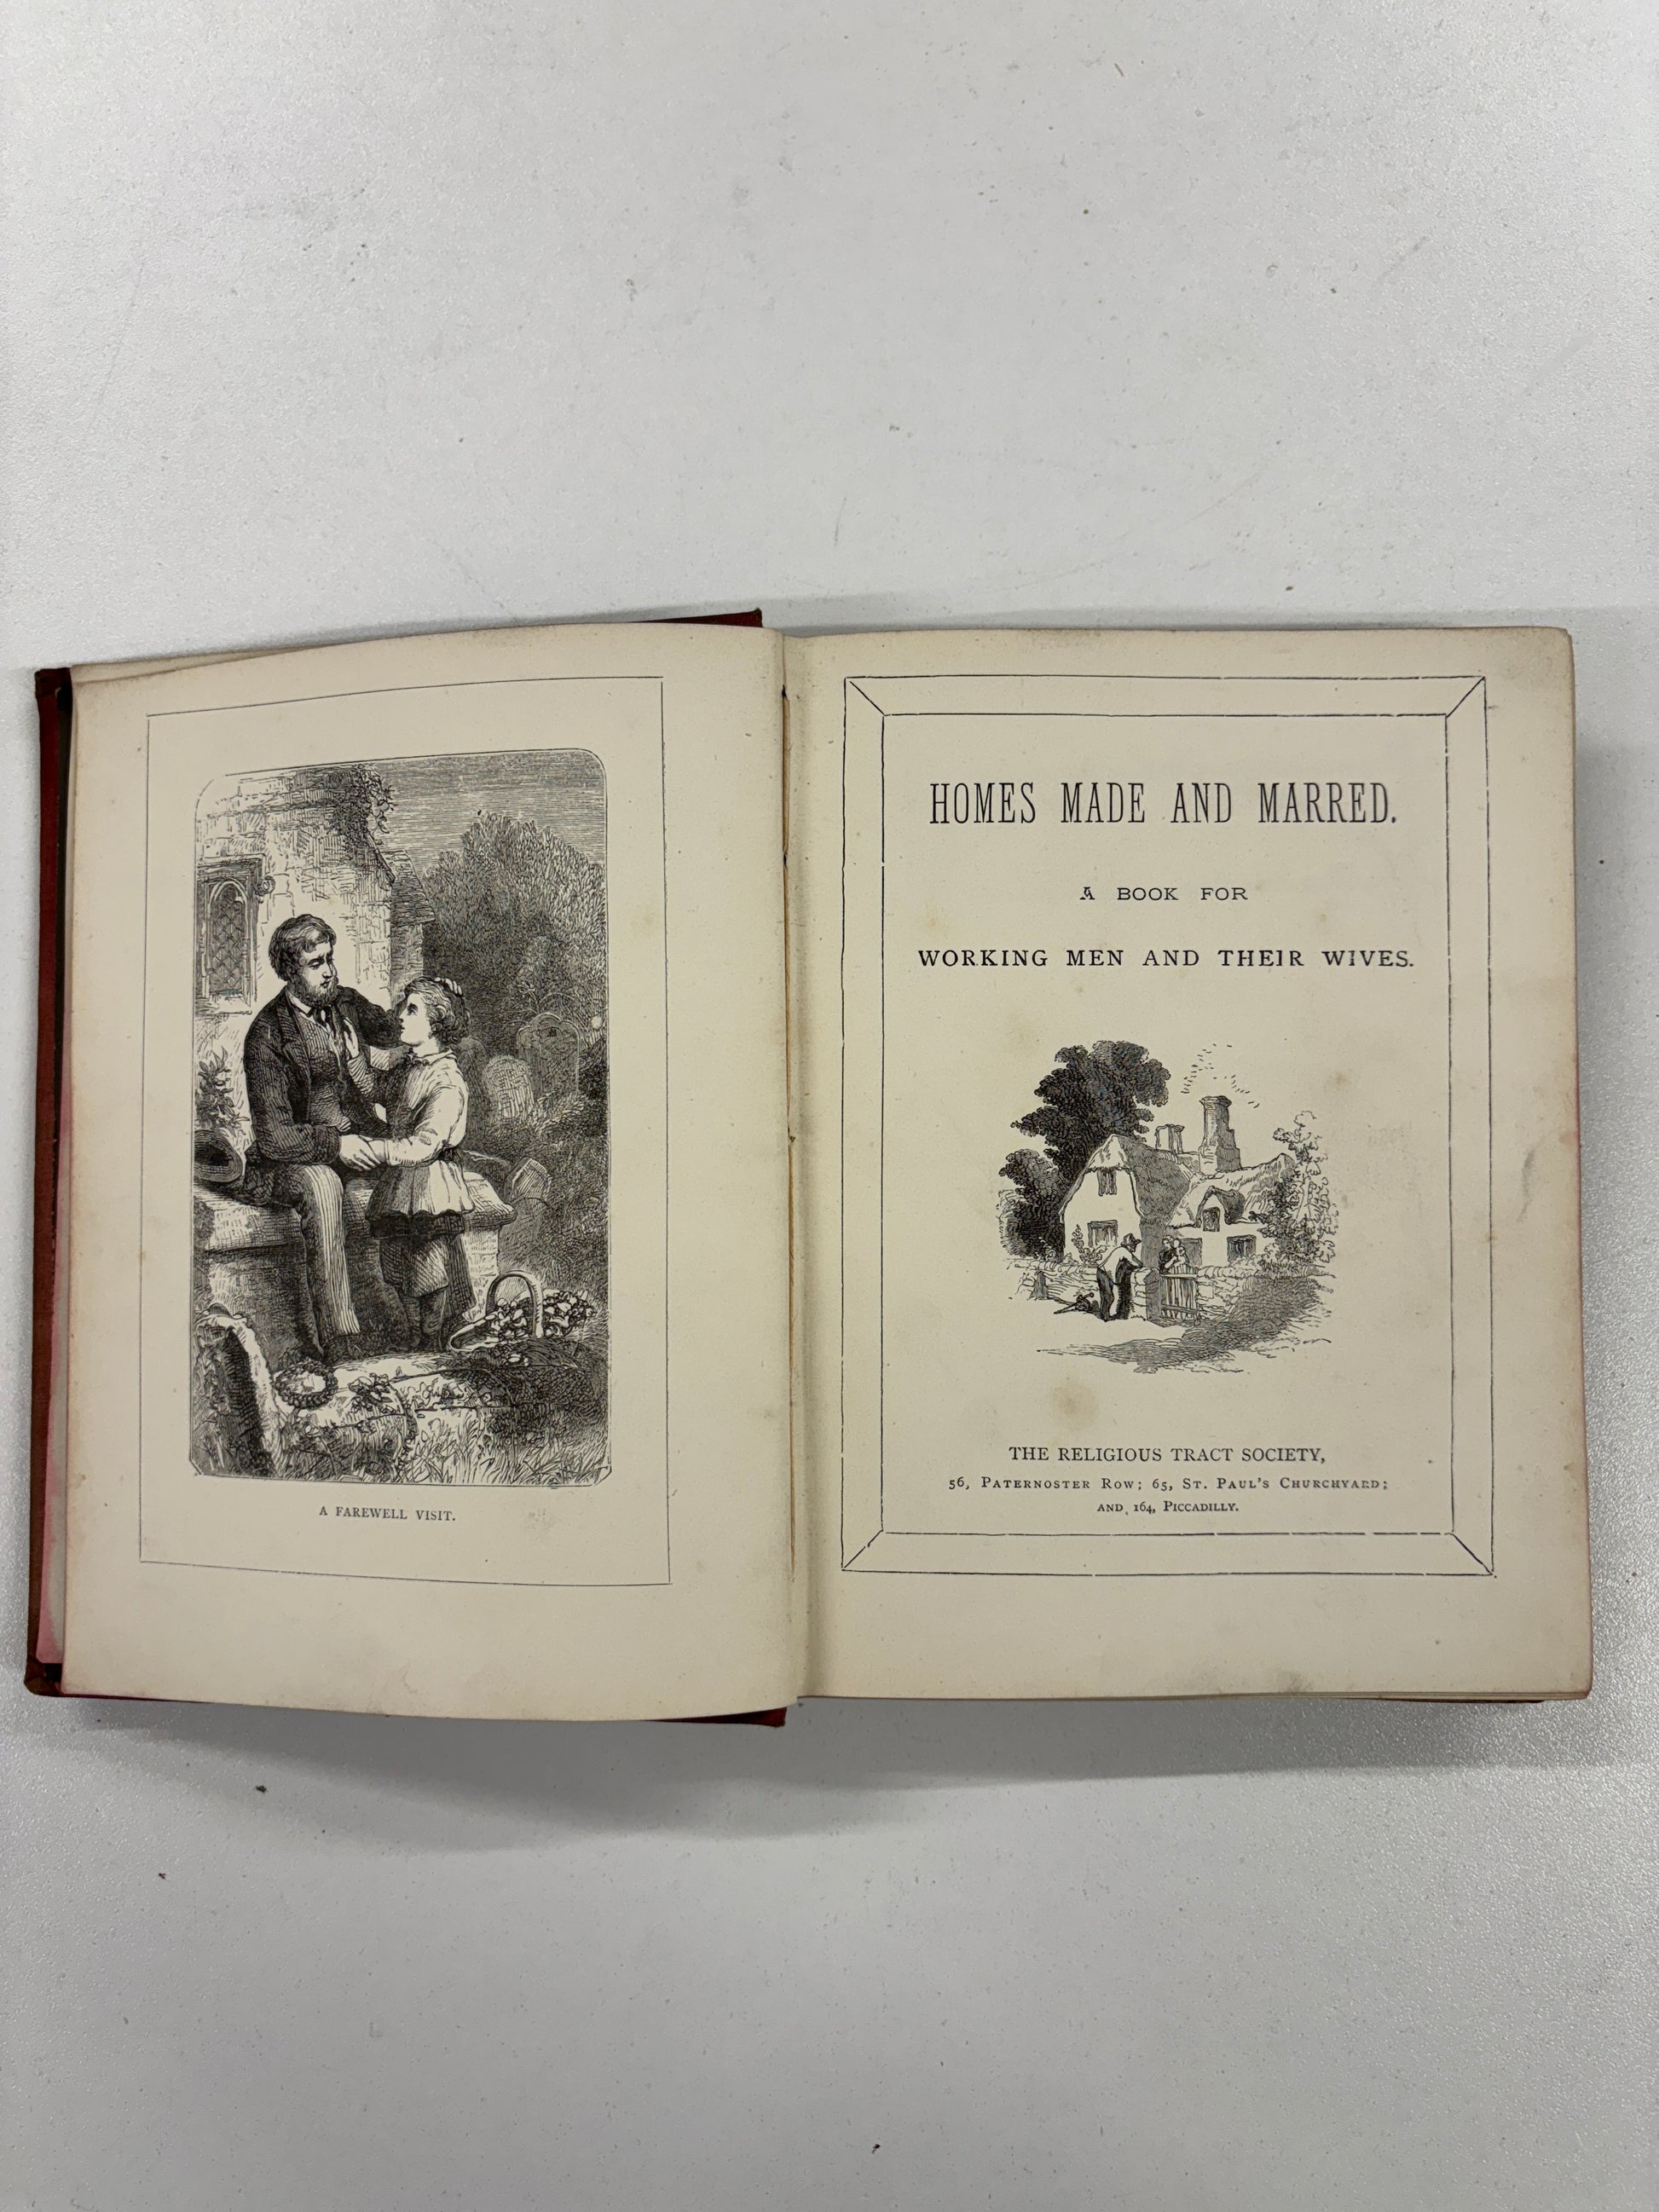 A FAREWELL VISIT.
HOMES MADE AND MARRED.
A BOOK FOR
WORKING MEN AND THEIR WIVES.
THE RELIGIOUS TRACT SOCIETY,
56, PATERNOSTER ROW; 65, ST. PAUL'S CHURCHYARD;
AND, 164, PICCADILLY.